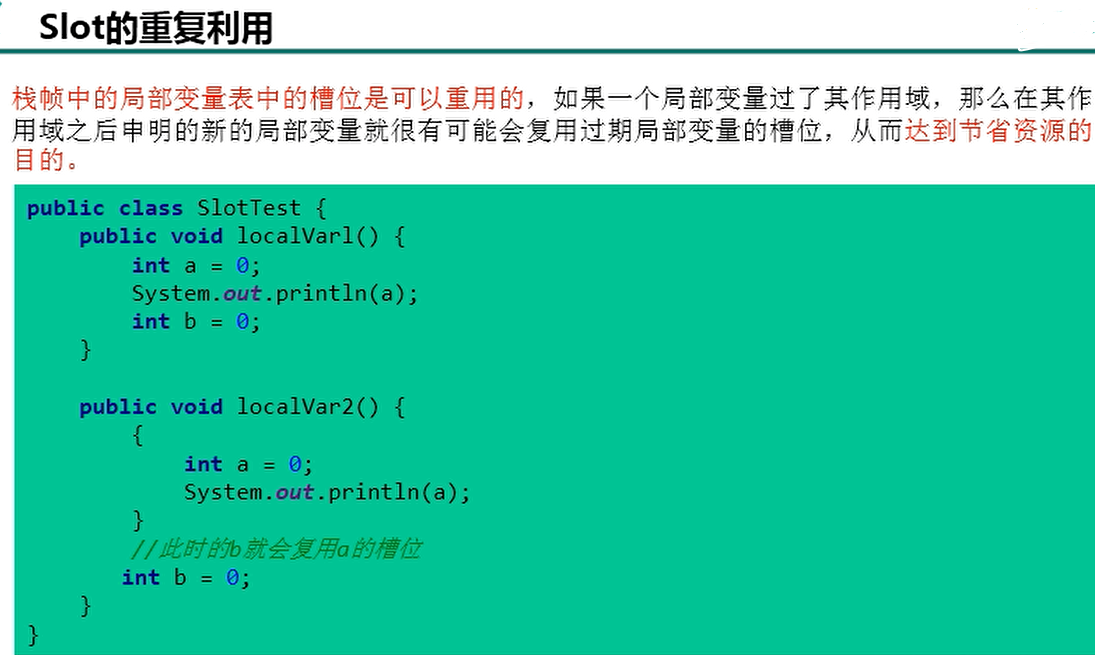 Slot的重复利用
栈帧中的局部变量表中的槽位是可以重用的，如果一个局部变量过了其作用域，那么在其作
用域之后申明的新的局部变量就很有可能会复用过期局部变量的槽位，从而达到节省资源的
目的。
public class SlotTest {
public void localVarl() {
int a = 0;
System.out.println(a);
int b = 0;
}
public void localVar2() {
{
int a = 0;
System.out.println(a);
}
//此时的b就会复用a的槽位
int b = 0;
}
}